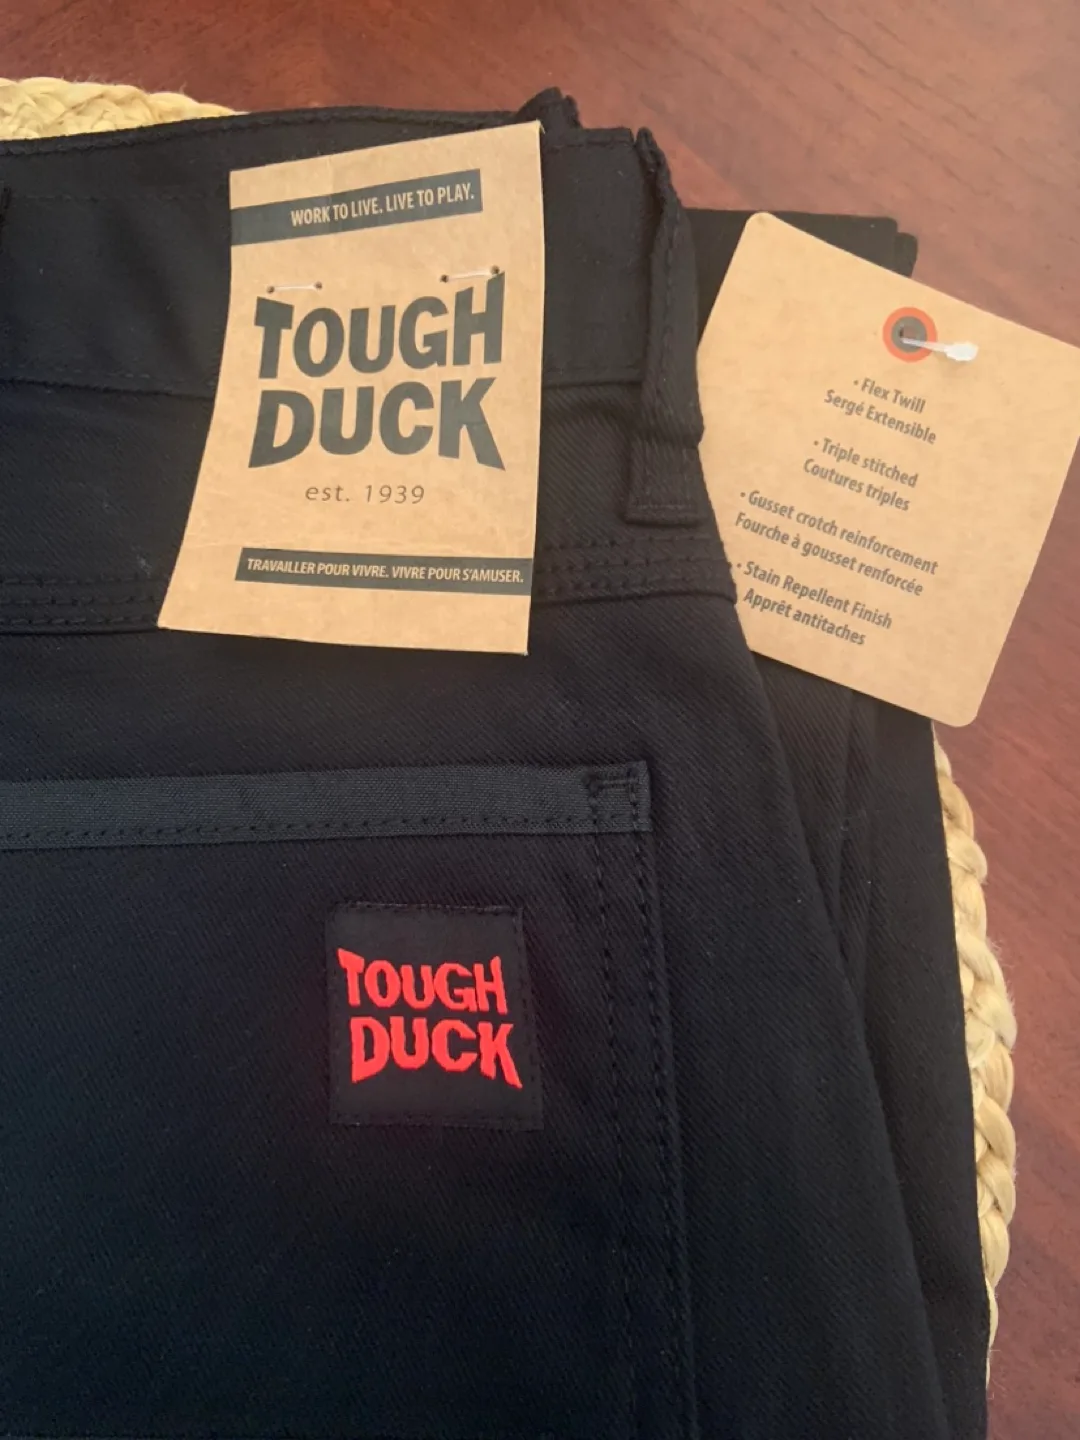 WORK TO LIVE. LIVE TO PLAY.
TOUGH
DUCK
est. 1939
TRAVAILLER POUR VIVRE. VIVRE POUR S'AMUSER.
• Flex Twill
Sergé Extensible
• Triple stitched
Coutures triples
• Gusset crotch reinforcement
Fourche à gousset renforcée
• Stain Repellent Finish
Apprêt antitaches
TOUGH
DUCK